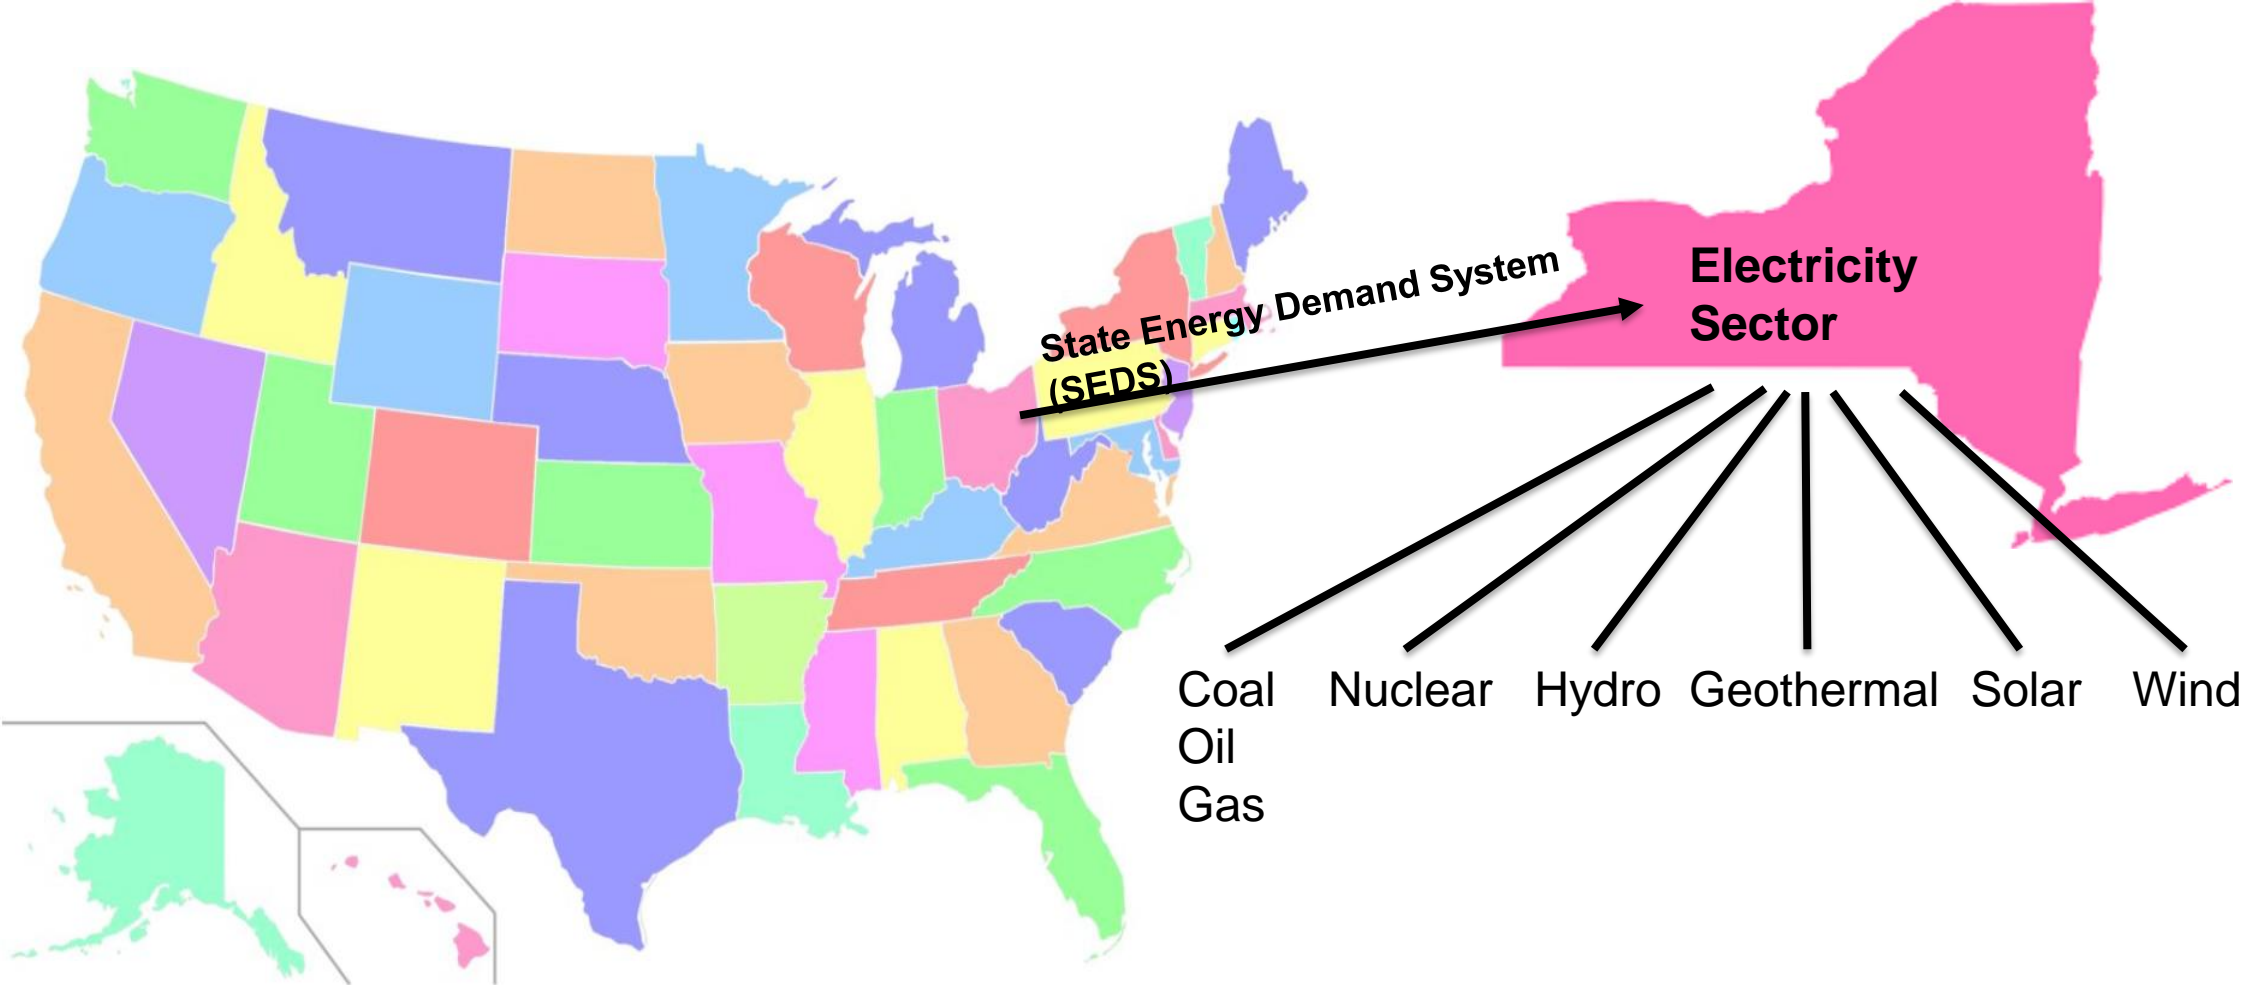 State Energy Demand System
(SEDS)
Electricity
Sector
Coal
Oil
Gas
Nuclear
Hydro
Geothermal
Solar
Wind